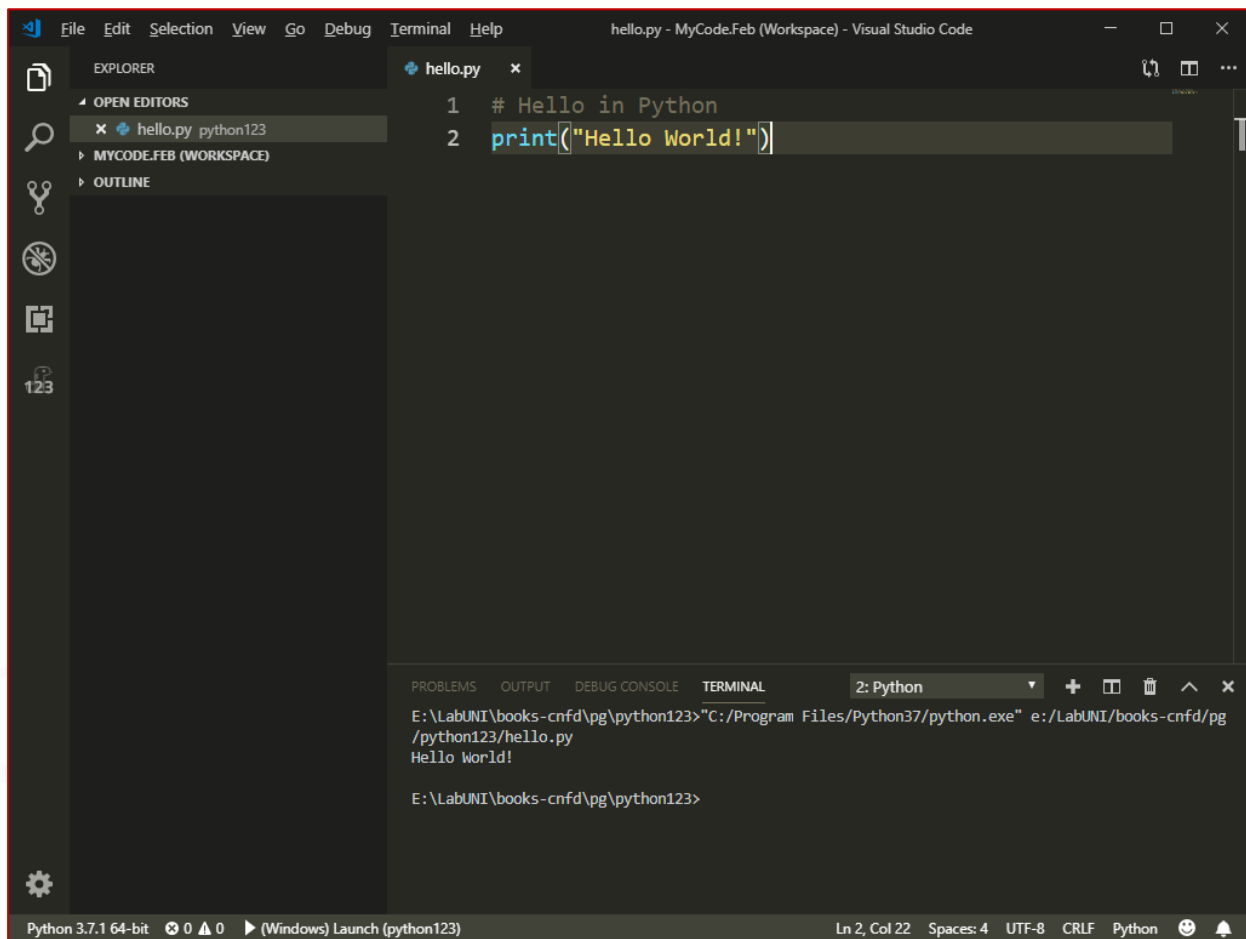 File Edit Selection View Go Debug Terminal Help hello.py - MyCode.Feb (Workspace) - Visual Studio Code
EXPLORER
OPEN EDITORS
hello.py python123
MYCODE.FEB (WORKSPACE)
OUTLINE
123
hello.py
1 # Hello in Python
2 print("Hello World!")
PROBLEMS OUTPUT DEBUG CONSOLE TERMINAL 2: Python
E:\LabUNI\books-cnfd\pg\python123>"C:/Program Files/Python37/python.exe" e:/LabUNI/books-cnfd/pg
/python123/hello.py
Hello World!
E:\LabUNI\books-cnfd\pg\python123>
Python 3.7.1 64-bit 0 0 (Windows) Launch (python123) Ln 2, Col 22 Spaces: 4 UTF-8 CRLF Python